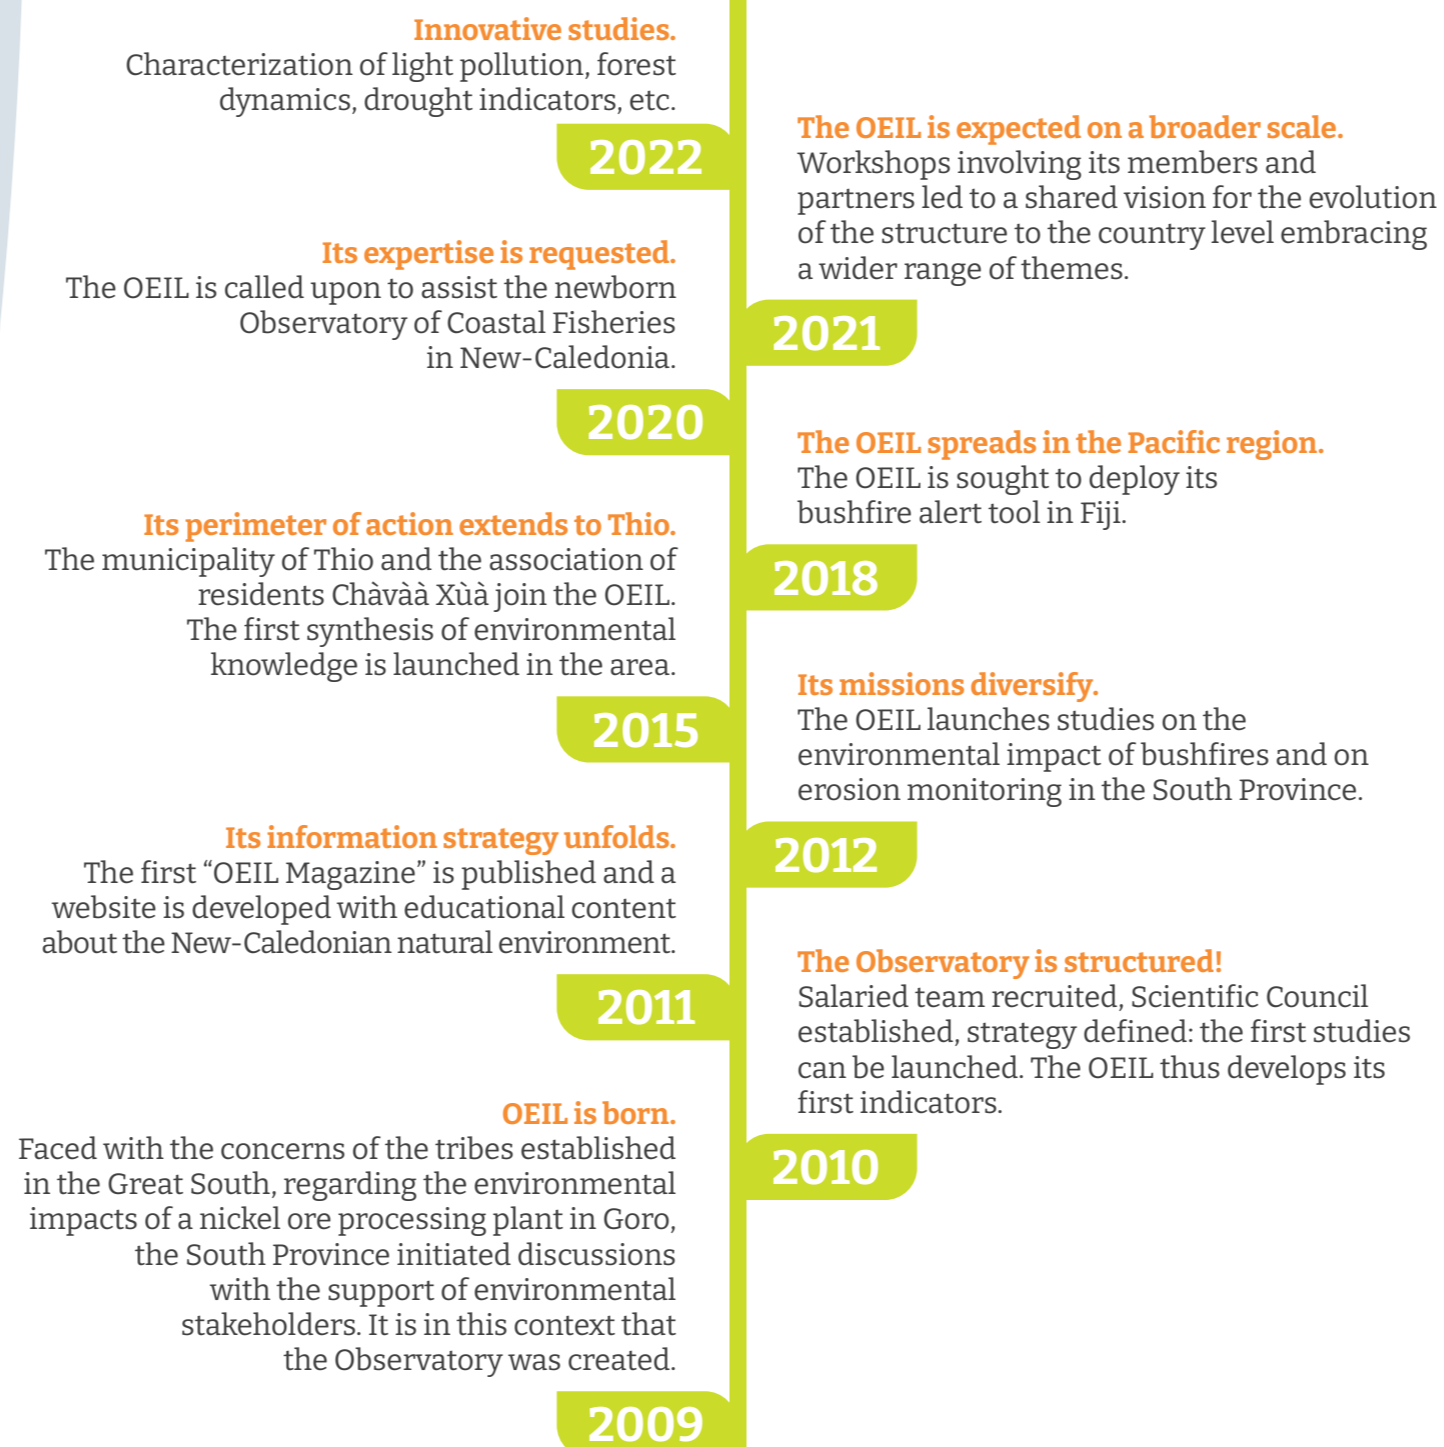 Innovative studies.
Characterization of light pollution, forest
dynamics, drought indicators, etc.
2022
The OEIL is expected on a broader scale.
Workshops involving its members and
partners led to a shared vision for the evolution
of the structure to the country level embracing
a wider range of themes.
2021
Its expertise is requested.
The OEIL is called upon to assist the newborn
Observatory of Coastal Fisheries
in New-Caledonia.
2020
The OEIL spreads in the Pacific region.
The OEIL is sought to deploy its
bushfire alert tool in Fiji.
2018
Its perimeter of action extends to Thio.
The municipality of Thio and the association of
residents Chàvàà Xùà join the OEIL.
The first synthesis of environmental
knowledge is launched in the area.
2015
Its missions diversify.
The OEIL launches studies on the
environmental impact of bushfires and on
erosion monitoring in the South Province.
2012
Its information strategy unfolds.
The first “OEIL Magazine” is published and a
website is developed with educational content
about the New-Caledonian natural environment.
2011
The Observatory is structured!
Salaried team recruited, Scientific Council
established, strategy defined: the first studies
can be launched. The OEIL thus develops its
first indicators.
2010
OEIL is born.
Faced with the concerns of the tribes established
in the Great South, regarding the environmental
impacts of a nickel ore processing plant in Goro,
the South Province initiated discussions
with the support of environmental
stakeholders. It is in this context that
the Observatory was created.
2009